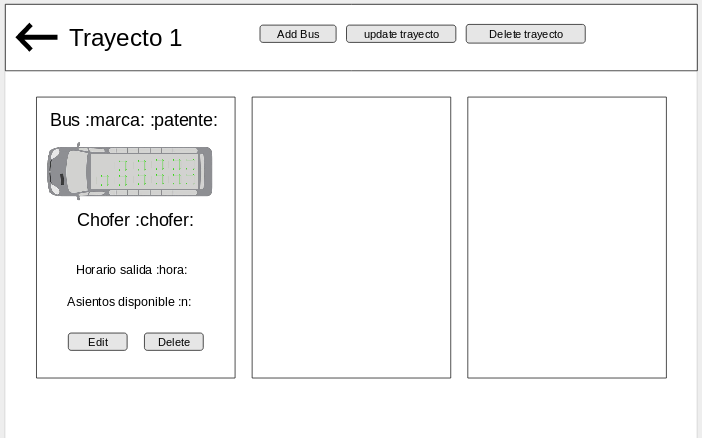 Trayecto 1
Add Bus
update trayecto
Delete trayecto
Bus :marca: :patente:
Chofer :chofer:
Horario salida :hora:
Asientos disponible :n:
Edit
Delete